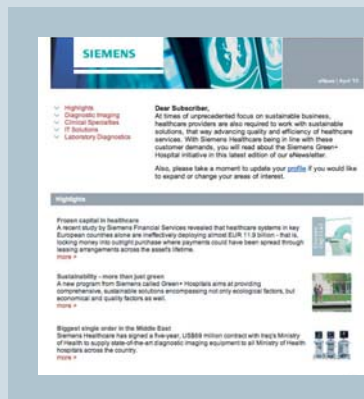 SIEMENS
eNews | April 10
Highlights
Diagnostic Imaging
Clinical Specialties
IT Solutions
Laboratory Diagnostics
Dear Subscriber,
At times of unprecedented focus on sustainable business,
healthcare providers are also required to work with sustainable
solutions, that way advancing quality and efficiency of healthcare
services. With Siemens Healthcare being in line with these
customer demands, you will read about the Siemens Green+
Hospital initiative in this latest edition of our eNewsletter.
Also, please take a moment to update your profile if you would like
to expand or change your areas of interest.
Highlights
Frozen capital in healthcare
A recent study by Siemens Financial Services revealed that healthcare systems in key
European countries alone are ineffectively deploying almost EUR 11.9 billion - that is,
locking money into outright purchase where payments could have been spread through
leasing arrangements across the asset's lifetime.
more »
Sustainability - more than just green
A new program from Siemens called Green+ Hospitals aims at providing
comprehensive, sustainable solutions encompassing not only ecological factors, but
economical and quality factors as well.
more »
Biggest single order in the Middle East
Siemens Healthcare has signed a five-year, US$69 million contract with Iraq's Ministry
of Health to supply state-of-the-art diagnostic imaging equipment to all Ministry of Health
hospitals across the country.
more »